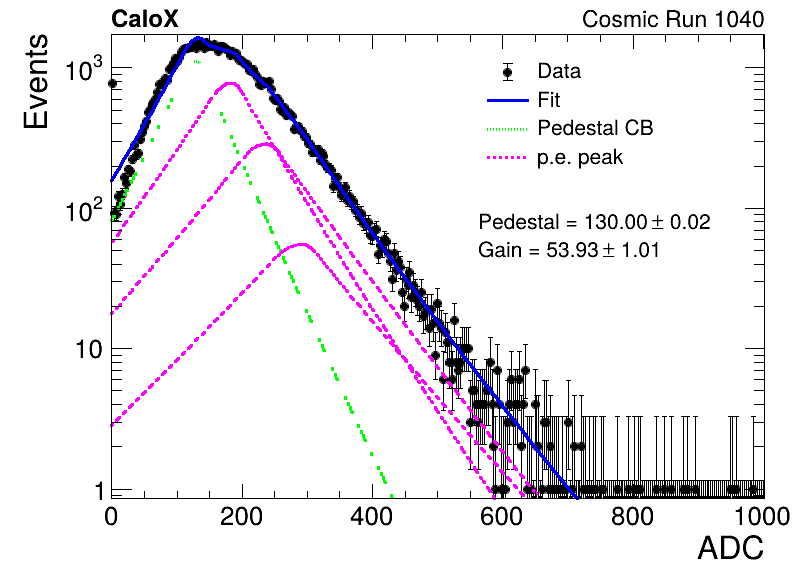 CaloX Cosmic Run 1040
Events
Data
Fit
Pedestal CB
p.e. peak
Pedestal = 130.00 ± 0.02
Gain = 53.93 ± 1.01
10³
10²
10
1
0 200 400 600 800 1000
ADC